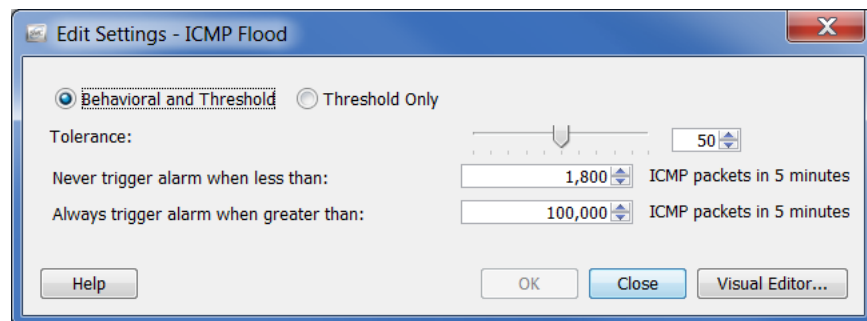 Edit Settings - ICMP Flood
Behavioral and Threshold Threshold Only
Tolerance: 50
Never trigger alarm when less than: 1,800 ICMP packets in 5 minutes
Always trigger alarm when greater than: 100,000 ICMP packets in 5 minutes
Help OK Close Visual Editor...